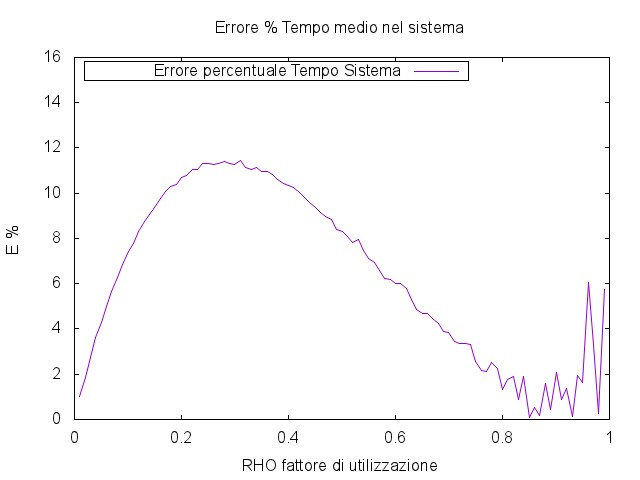 Errore % Tempo medio nel sistema
Errore percentuale Tempo Sistema
16
14
12
10
8
6
4
2
0
E %
0 0.2 0.4 0.6 0.8 1
RHO fattore di utilizzazione